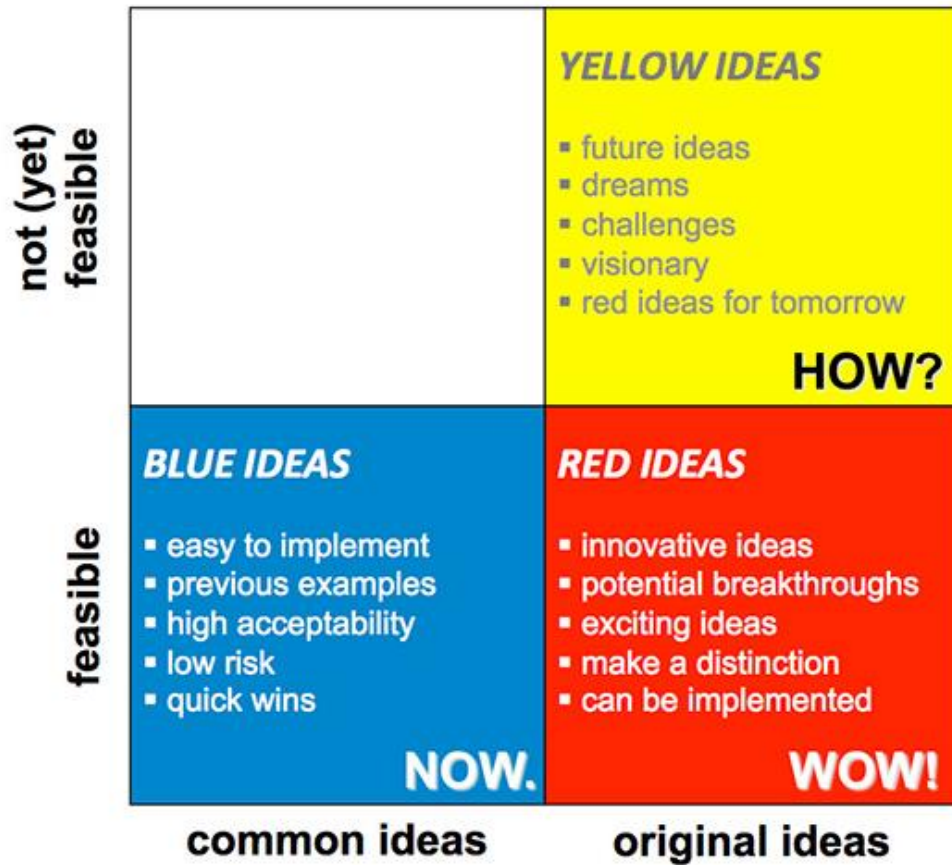 not (yet)
feasible
YELLOW IDEAS
▪ future ideas
▪ dreams
▪ challenges
▪ visionary
▪ red ideas for tomorrow
HOW?
feasible
BLUE IDEAS
▪ easy to implement
▪ previous examples
▪ high acceptability
▪ low risk
▪ quick wins
NOW.
RED IDEAS
▪ innovative ideas
▪ potential breakthroughs
▪ exciting ideas
▪ make a distinction
▪ can be implemented
WOW!
common ideas
original ideas